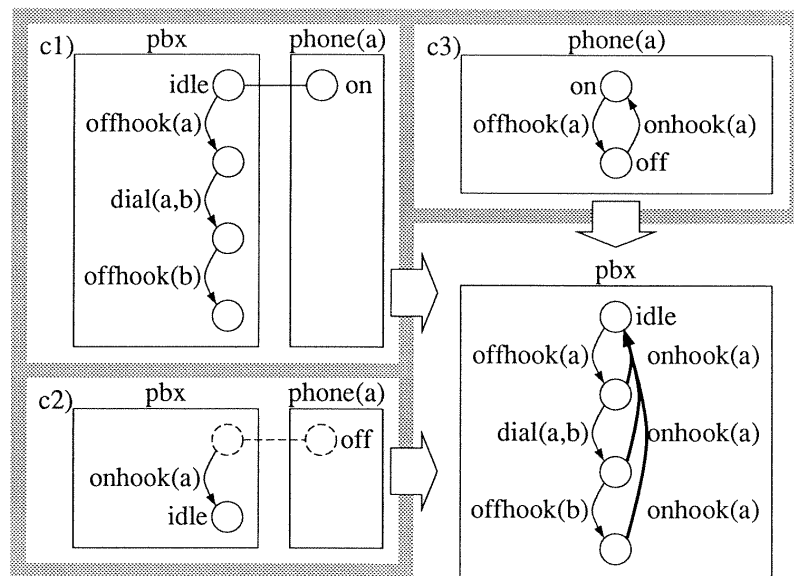 c1)
pbx
phone(a)
idle
on
offhook(a)
dial(a,b)
offhook(b)
c2)
pbx
phone(a)
off
onhook(a)
idle
c3)
phone(a)
on
offhook(a)
onhook(a)
off
pbx
idle
offhook(a)
onhook(a)
dial(a,b)
onhook(a)
offhook(b)
onhook(a)